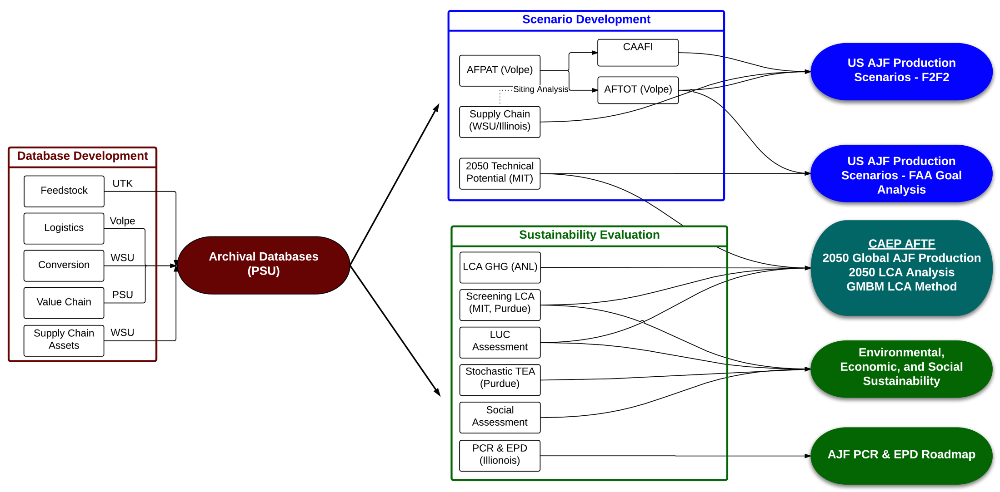 Database Development
Feedstock
UTK
Logistics
Volpe
Conversion
WSU
Value Chain
PSU
Supply Chain
Assets
WSU
Archival Databases
(PSU)
Scenario Development
AFPAT (Volpe)
CAAFI
Siting Analysis
AFTOT (Volpe)
Supply Chain
(WSU/Illinois)
2050 Technical
Potential (MIT)
Sustainability Evaluation
LCA GHG (ANL)
Screening LCA
(MIT, Purdue)
LUC
Assessment
Stochastic TEA
(Purdue)
Social
Assessment
PCR & EPD
(Illionois)
US AJF Production
Scenarios - F2F2
US AJF Production
Scenarios - FAA Goal
Analysis
CAEP AFTF
2050 Global AJF Production
2050 LCA Analysis
GMBM LCA Method
Environmental,
Economic, and Social
Sustainability
AJF PCR & EPD Roadmap